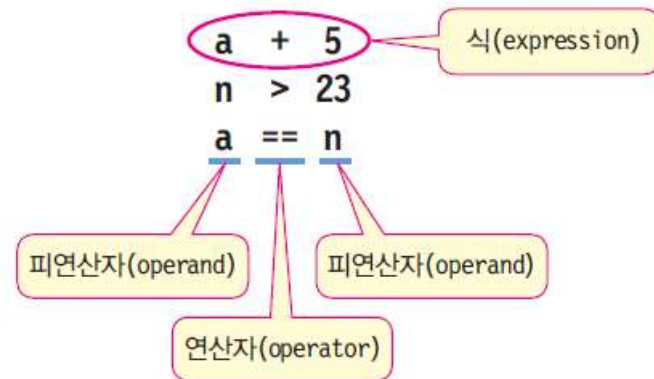 a + 5
식(expression)
n > 23
a == n
피연산자(operand)
피연산자(operand)
연산자(operator)